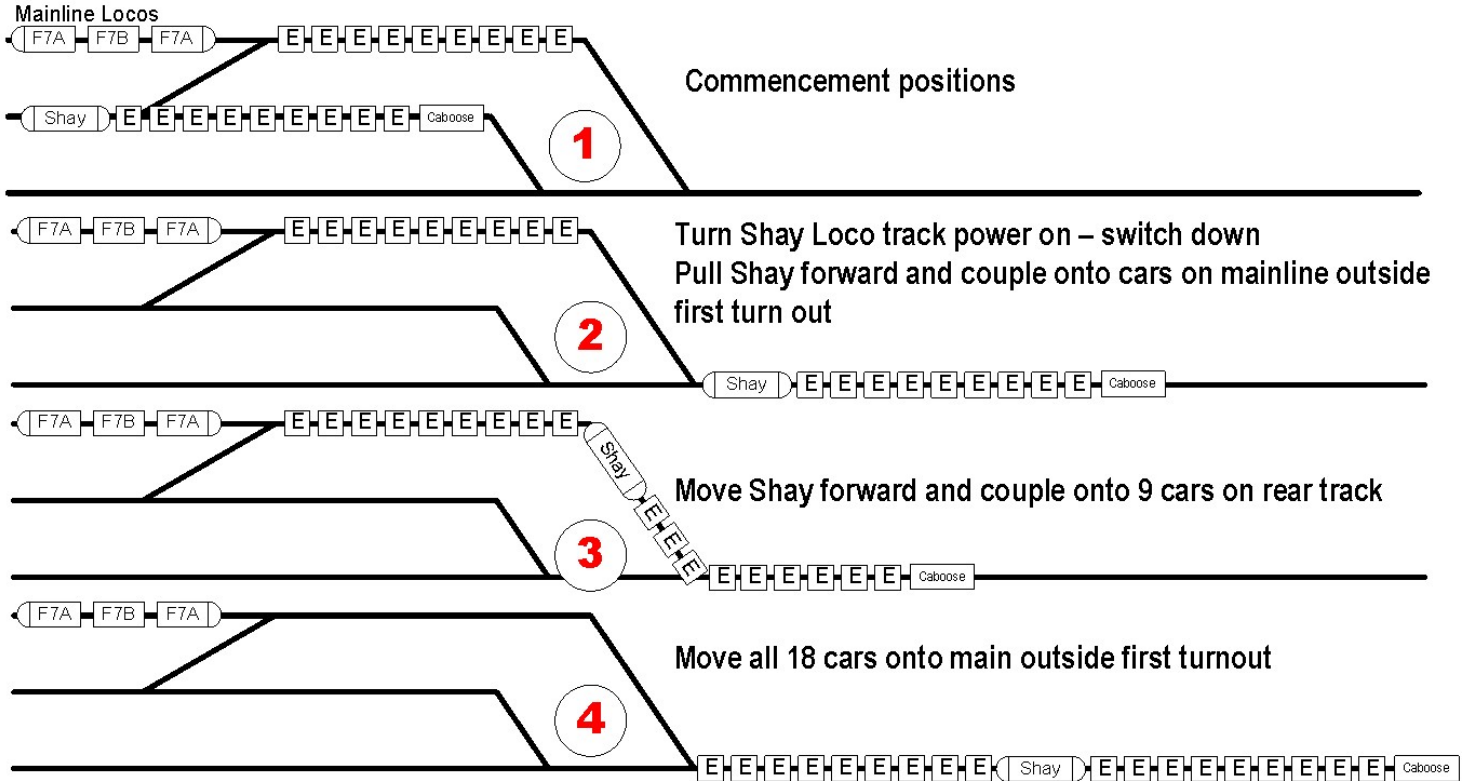 Mainline Locos
F7A F7B F7A E E E E E E E E E
Commencement positions
Shay E E E E E E E E E Caboose
1
F7A F7B F7A E E E E E E E E E
Turn Shay Loco track power on – switch down
Pull Shay forward and couple onto cars on mainline outside
first turn out
2
Shay E E E E E E E E E Caboose
F7A F7B F7A E E E E E E E E E
Shay E E E
Move Shay forward and couple onto 9 cars on rear track
3
E E E E E E Caboose
F7A F7B F7A
Move all 18 cars onto main outside first turnout
4
E E E E E E E E E Shay E E E E E E E E E Caboose